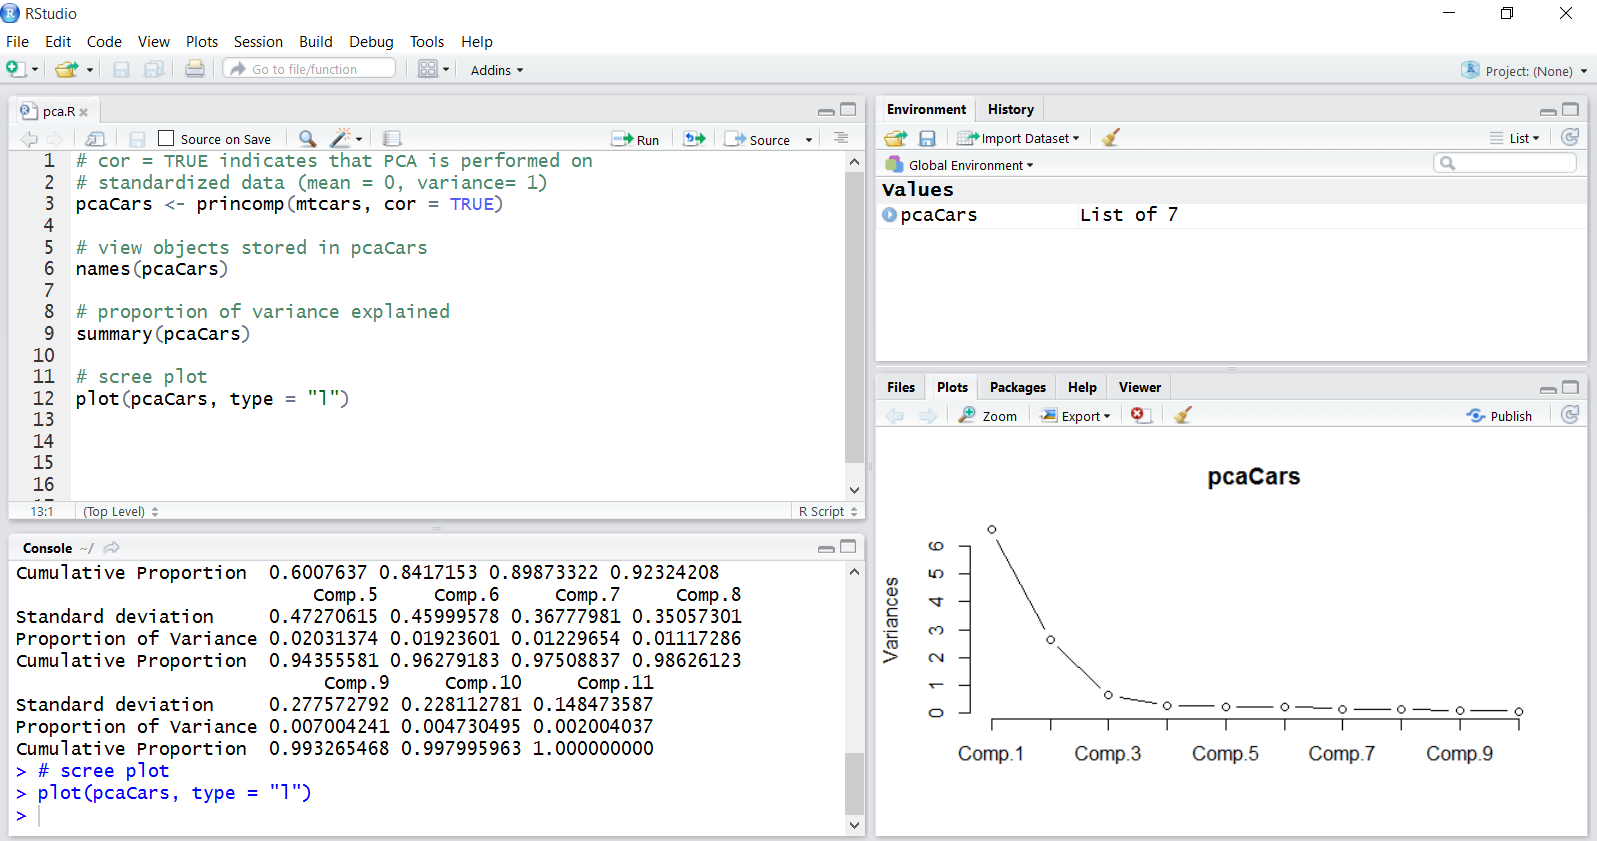 RStudio
File Edit Code View Plots Session Build Debug Tools Help
Go to file/function Addins Project: (None)
pca.R
Source on Save Run Source
1 # cor = TRUE indicates that PCA is performed on
2 # standardized data (mean = 0, variance= 1)
3 pcaCars <- princomp(mtcars, cor = TRUE)
4
5 # view objects stored in pcaCars
6 names(pcaCars)
7
8 # proportion of variance explained
9 summary(pcaCars)
10
11 # scree plot
12 plot(pcaCars, type = "l")
13
14
15
16
13:1 (Top Level) R Script
Console ~/
Cumulative Proportion 0.6007637 0.8417153 0.89873322 0.92324208
Comp.5 Comp.6 Comp.7 Comp.8
Standard deviation 0.47270615 0.45999578 0.36777981 0.35057301
Proportion of Variance 0.02031374 0.01923601 0.01229654 0.01117286
Cumulative Proportion 0.94355581 0.96279183 0.97508837 0.98626123
Comp.9 Comp.10 Comp.11
Standard deviation 0.277572792 0.228112781 0.148473587
Proportion of Variance 0.007004241 0.004730495 0.002004037
Cumulative Proportion 0.993265468 0.997995963 1.000000000
> # scree plot
> plot(pcaCars, type = "l")
>
Environment History
Import Dataset List
Global Environment
Values
pcaCars List of 7
Files Plots Packages Help Viewer
Zoom Export Publish
pcaCars
Variances
6
5
4
3
2
1
0
Comp.1 Comp.3 Comp.5 Comp.7 Comp.9